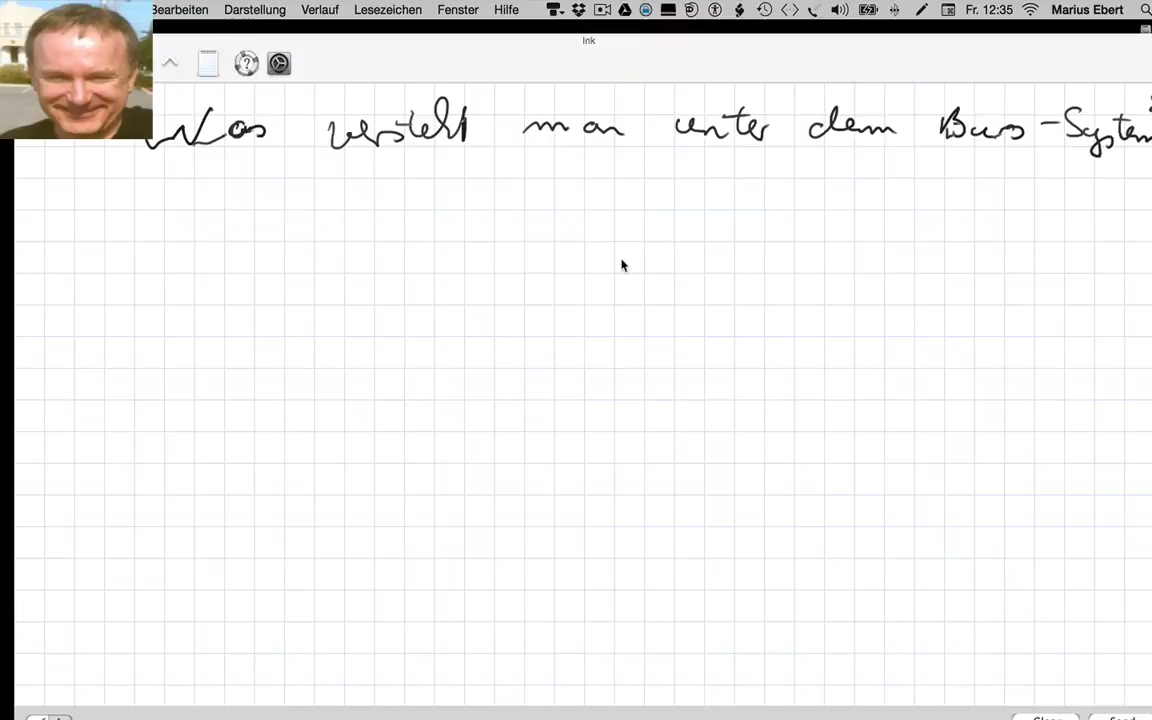 Bearbeiten Darstellung Verlauf Lesezeichen Fenster Hilfe Fr. 12:35 Marius Ebert
Ink
Was versteht man unter dem Bus-System?